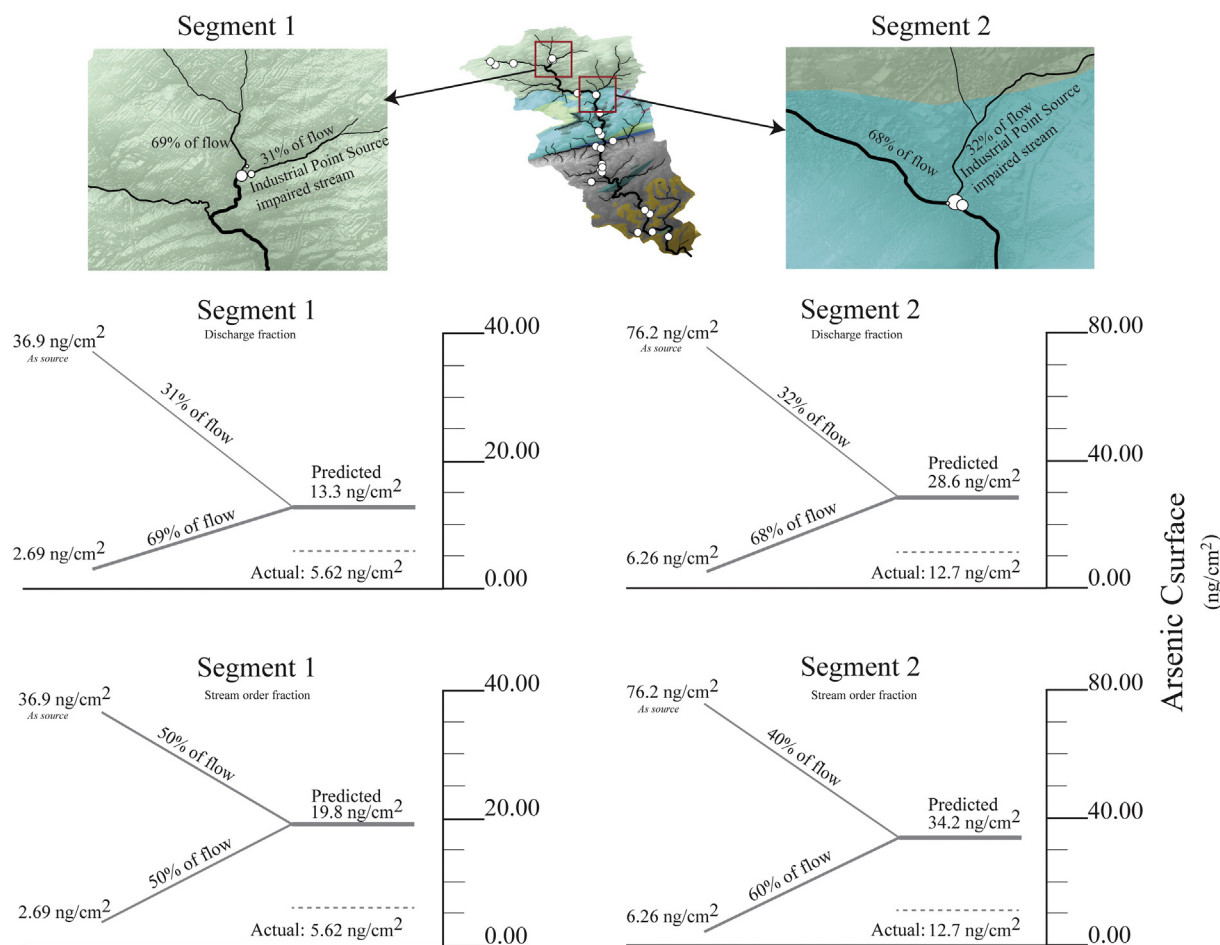 Segment 1
Segment 2
69% of flow
31% of flow
Industrial Point Source
impaired stream
68% of flow
32% of flow
Industrial Point Source
impaired stream
Segment 1
Discharge fraction
36.9 ng/cm²
As source
31% of flow
69% of flow
2.69 ng/cm²
Predicted
13.3 ng/cm²
Actual: 5.62 ng/cm²
40.00
20.00
0.00
Segment 2
Discharge fraction
76.2 ng/cm²
As source
32% of flow
68% of flow
6.26 ng/cm²
Predicted
28.6 ng/cm²
Actual: 12.7 ng/cm²
80.00
40.00
0.00
Segment 1
Stream order fraction
36.9 ng/cm²
As source
50% of flow
50% of flow
2.69 ng/cm²
Predicted
19.8 ng/cm²
Actual: 5.62 ng/cm²
40.00
20.00
0.00
Segment 2
Stream order fraction
76.2 ng/cm²
As source
40% of flow
60% of flow
6.26 ng/cm²
Predicted
34.2 ng/cm²
Actual: 12.7 ng/cm²
80.00
40.00
0.00
Arsenic Csurface
(ng/cm²)